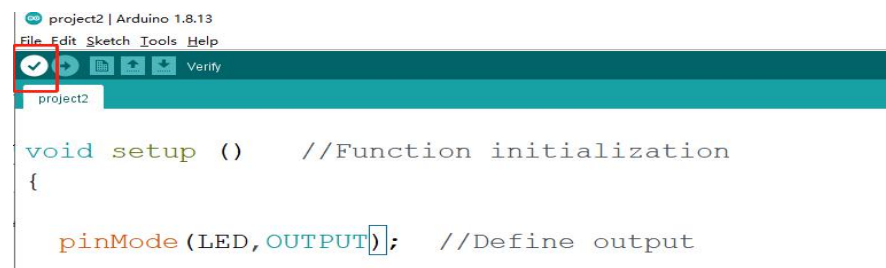 project2 | Arduino 1.8.13
File Edit Sketch Tools Help
Verify
project2
void setup ()   //Function initialization
{
pinMode(LED,OUTPUT);  //Define output